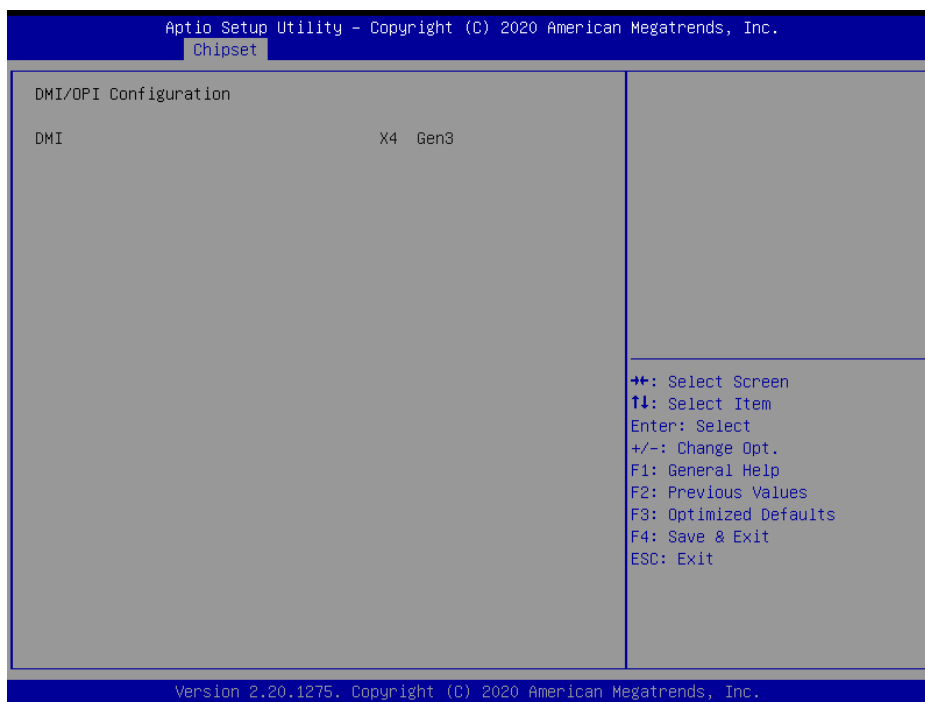 Aptio Setup Utility – Copyright (C) 2020 American Megatrends, Inc.
Chipset
DMI/OPI Configuration
DMI X4 Gen3
→←: Select Screen
↑↓: Select Item
Enter: Select
+/-: Change Opt.
F1: General Help
F2: Previous Values
F3: Optimized Defaults
F4: Save & Exit
ESC: Exit
Version 2.20.1275. Copyright (C) 2020 American Megatrends, Inc.